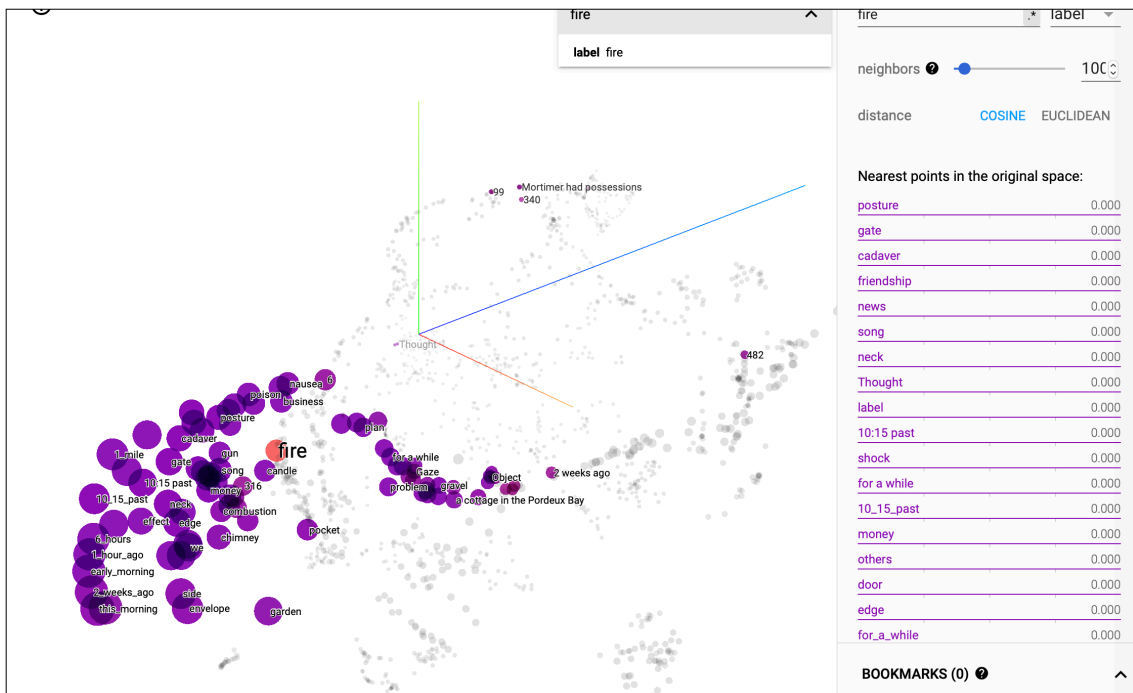 fire
label fire
fire
.*
label
neighbors
100
distance
COSINE
EUCLIDEAN
Nearest points in the original space:
posture 0.000
gate 0.000
cadaver 0.000
friendship 0.000
news 0.000
song 0.000
neck 0.000
Thought 0.000
label 0.000
10:15 past 0.000
shock 0.000
for a while 0.000
10_15_past 0.000
money 0.000
others 0.000
door 0.000
edge 0.000
for_a_while 0.000
BOOKMARKS (0)
99
Mortimer had possessions
340
Thought
482
nausea
6
poison
business
posture
plan
cadaver
fire
1_mile
gun
gate
song
candle
for a while
Gaze
Object
2 weeks ago
10:15 past
money
316
problem
gravel
a cottage in the Pordeux Bay
10_15_past
neck
combustion
effect
edge
pocket
6_hours
chimney
we
1_hour_ago
early_morning
2_weeks_ago
side
this_morning
envelope
garden